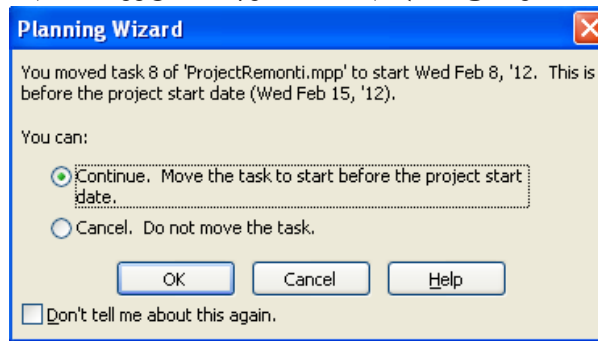 Planning Wizard
You moved task 8 of 'ProjectRemonti.mpp' to start Wed Feb 8, '12. This is
before the project start date (Wed Feb 15, '12).
You can:
Continue. Move the task to start before the project start
date.
Cancel. Do not move the task.
OK Cancel Help
Don't tell me about this again.